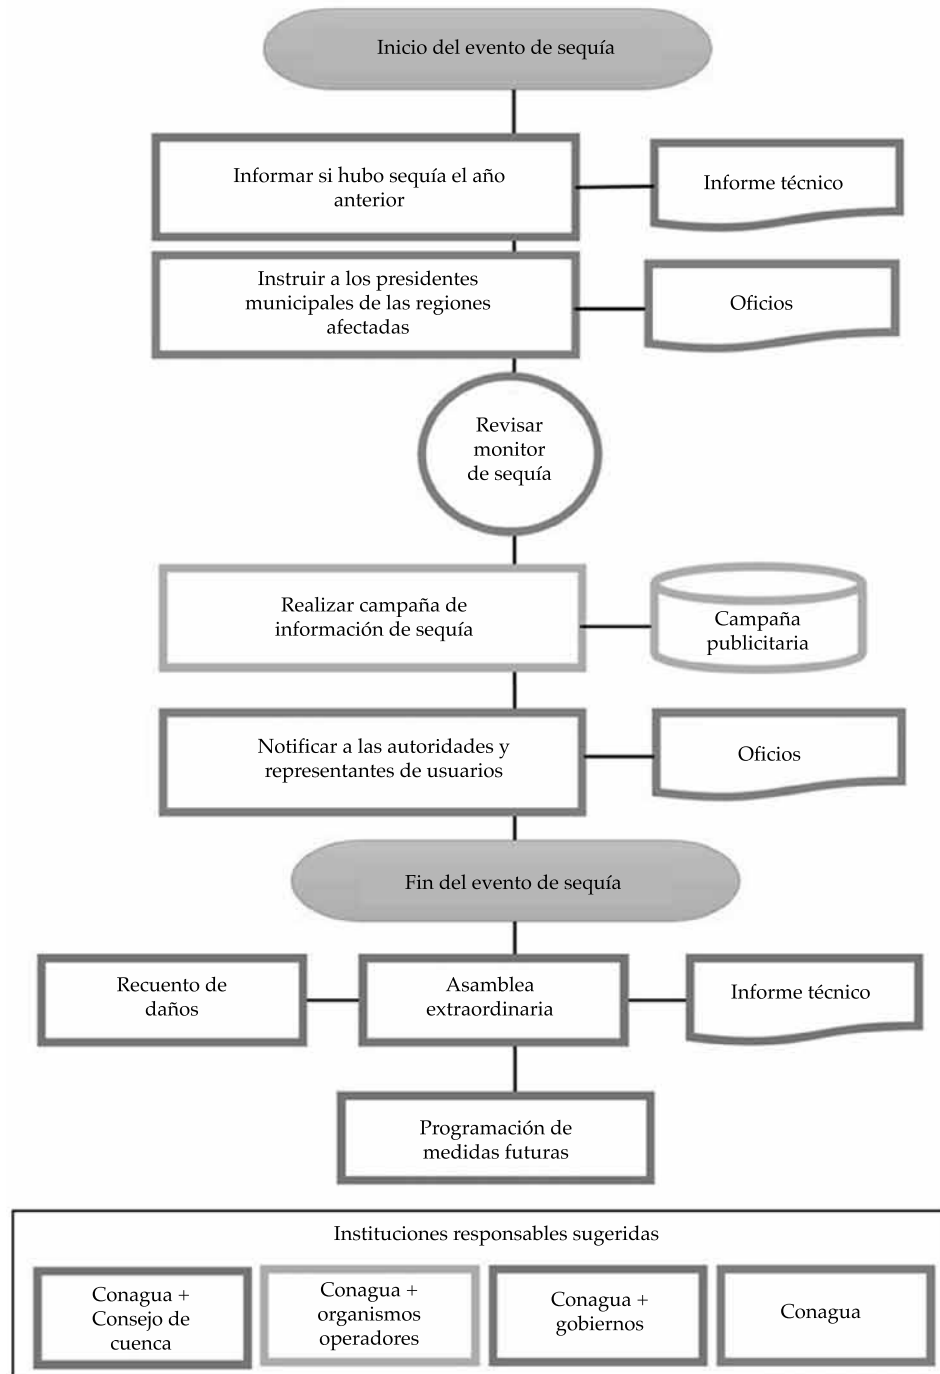 Inicio del evento de sequía
Informar si hubo sequía el año
anterior
Informe técnico
Instruir a los presidentes
municipales de las regiones
afectadas
Oficios
Revisar
monitor
de sequía
Realizar campaña de
información de sequía
Campaña
publicitaria
Notificar a las autoridades y
representantes de usuarios
Oficios
Fin del evento de sequía
Recuento de
daños
Asamblea
extraordinaria
Informe técnico
Programación de
medidas futuras
Instituciones responsables sugeridas
Conagua +
Consejo de
cuenca
Conagua +
organismos
operadores
Conagua +
gobiernos
Conagua